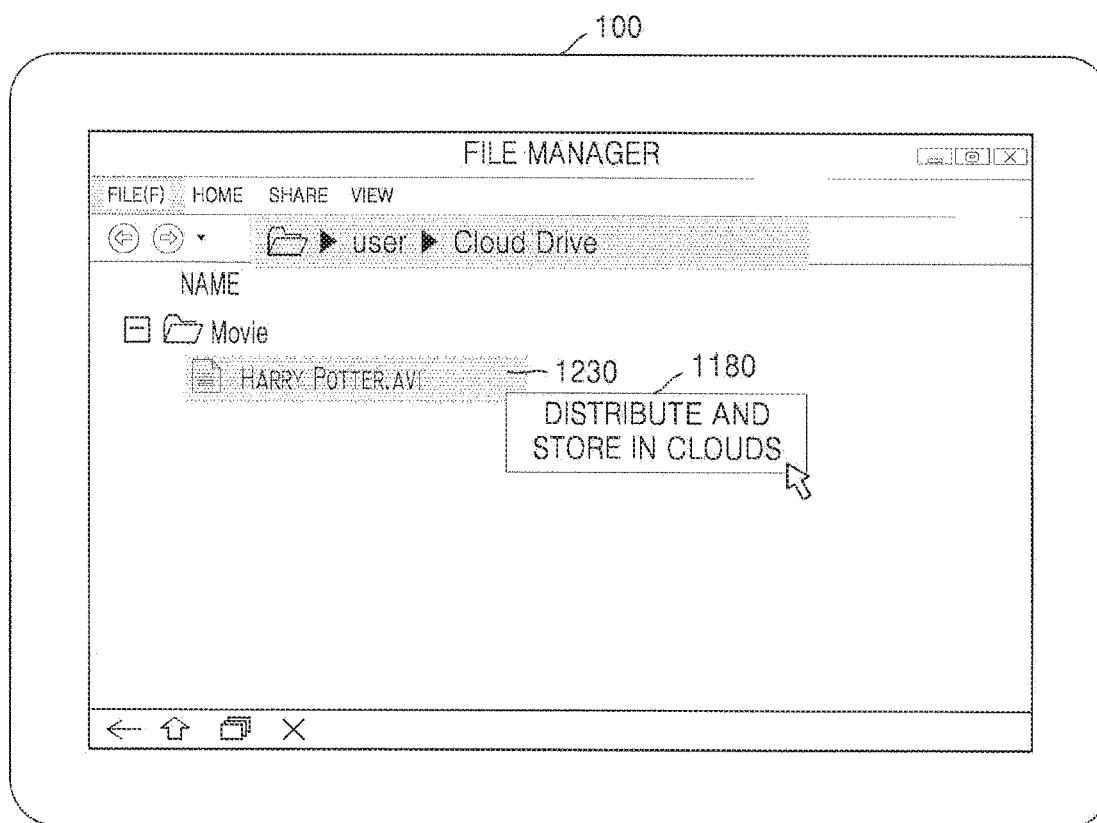 100
FILE MANAGER
FILE(F) HOME SHARE VIEW
user Cloud Drive
NAME
Movie
HARRY POTTER.AVI
1230
1180
DISTRIBUTE AND
STORE IN CLOUDS